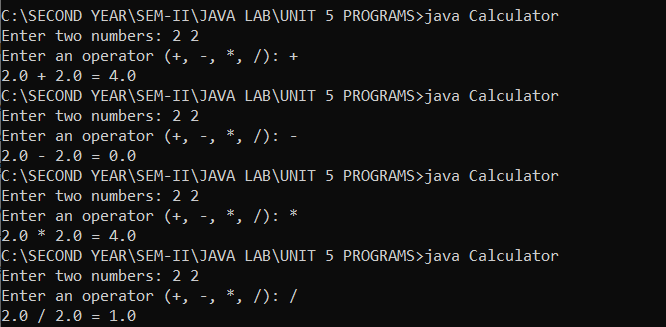 C:\SECOND YEAR\SEM-II\JAVA LAB\UNIT 5 PROGRAMS>java Calculator
Enter two numbers: 2 2
Enter an operator (+, -, *, /): +
2.0 + 2.0 = 4.0
C:\SECOND YEAR\SEM-II\JAVA LAB\UNIT 5 PROGRAMS>java Calculator
Enter two numbers: 2 2
Enter an operator (+, -, *, /): -
2.0 - 2.0 = 0.0
C:\SECOND YEAR\SEM-II\JAVA LAB\UNIT 5 PROGRAMS>java Calculator
Enter two numbers: 2 2
Enter an operator (+, -, *, /): *
2.0 * 2.0 = 4.0
C:\SECOND YEAR\SEM-II\JAVA LAB\UNIT 5 PROGRAMS>java Calculator
Enter two numbers: 2 2
Enter an operator (+, -, *, /): /
2.0 / 2.0 = 1.0